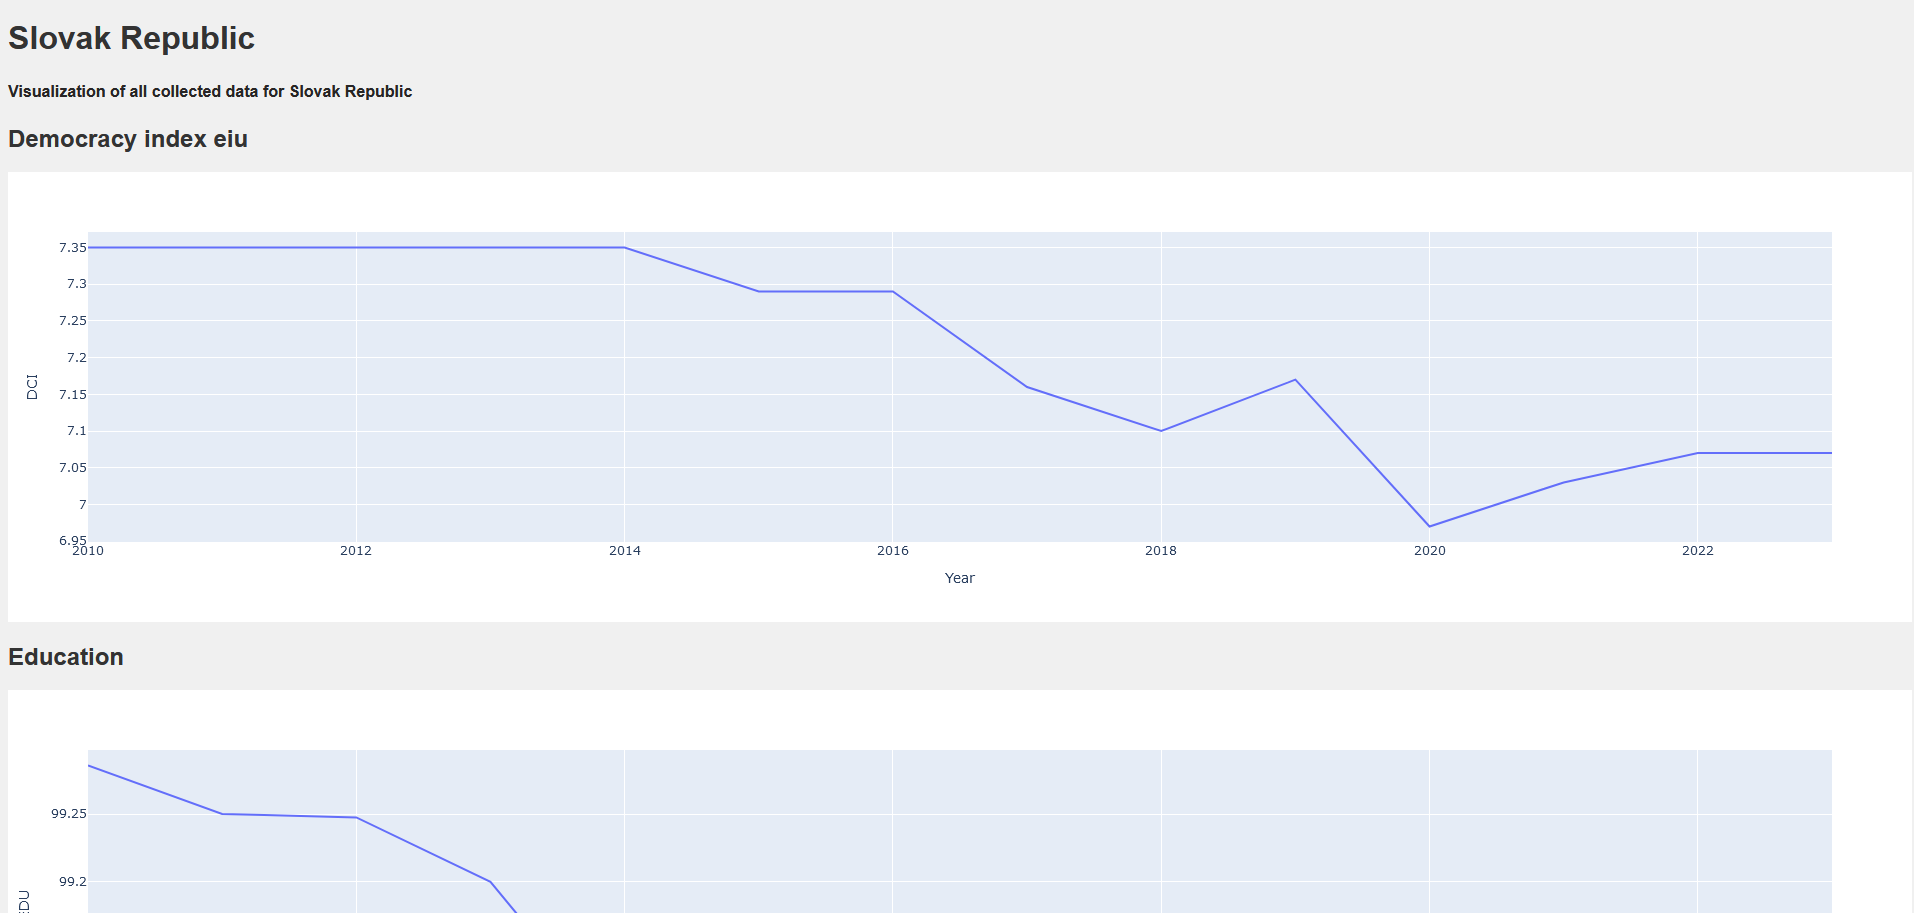 Slovak Republic
Visualization of all collected data for Slovak Republic
Democracy index eiu
7.35
7.3
7.25
7.2
7.15
7.1
7.05
7
6.95
DCI
2010 2012 2014 2016 2018 2020 2022
Year
Education
99.25
99.2
EDU